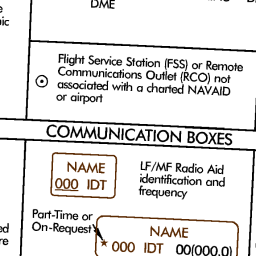 DME
Flight Service Station (FSS) or Remote
Communications Outlet (RCO) not
associated with a charted NAVAID
or airport
COMMUNICATION BOXES
NAME
000 IDT
LF/MF Radio Aid
identification and
frequency
Part-Time or
On-Request
NAME
000 IDT 00(000.0)